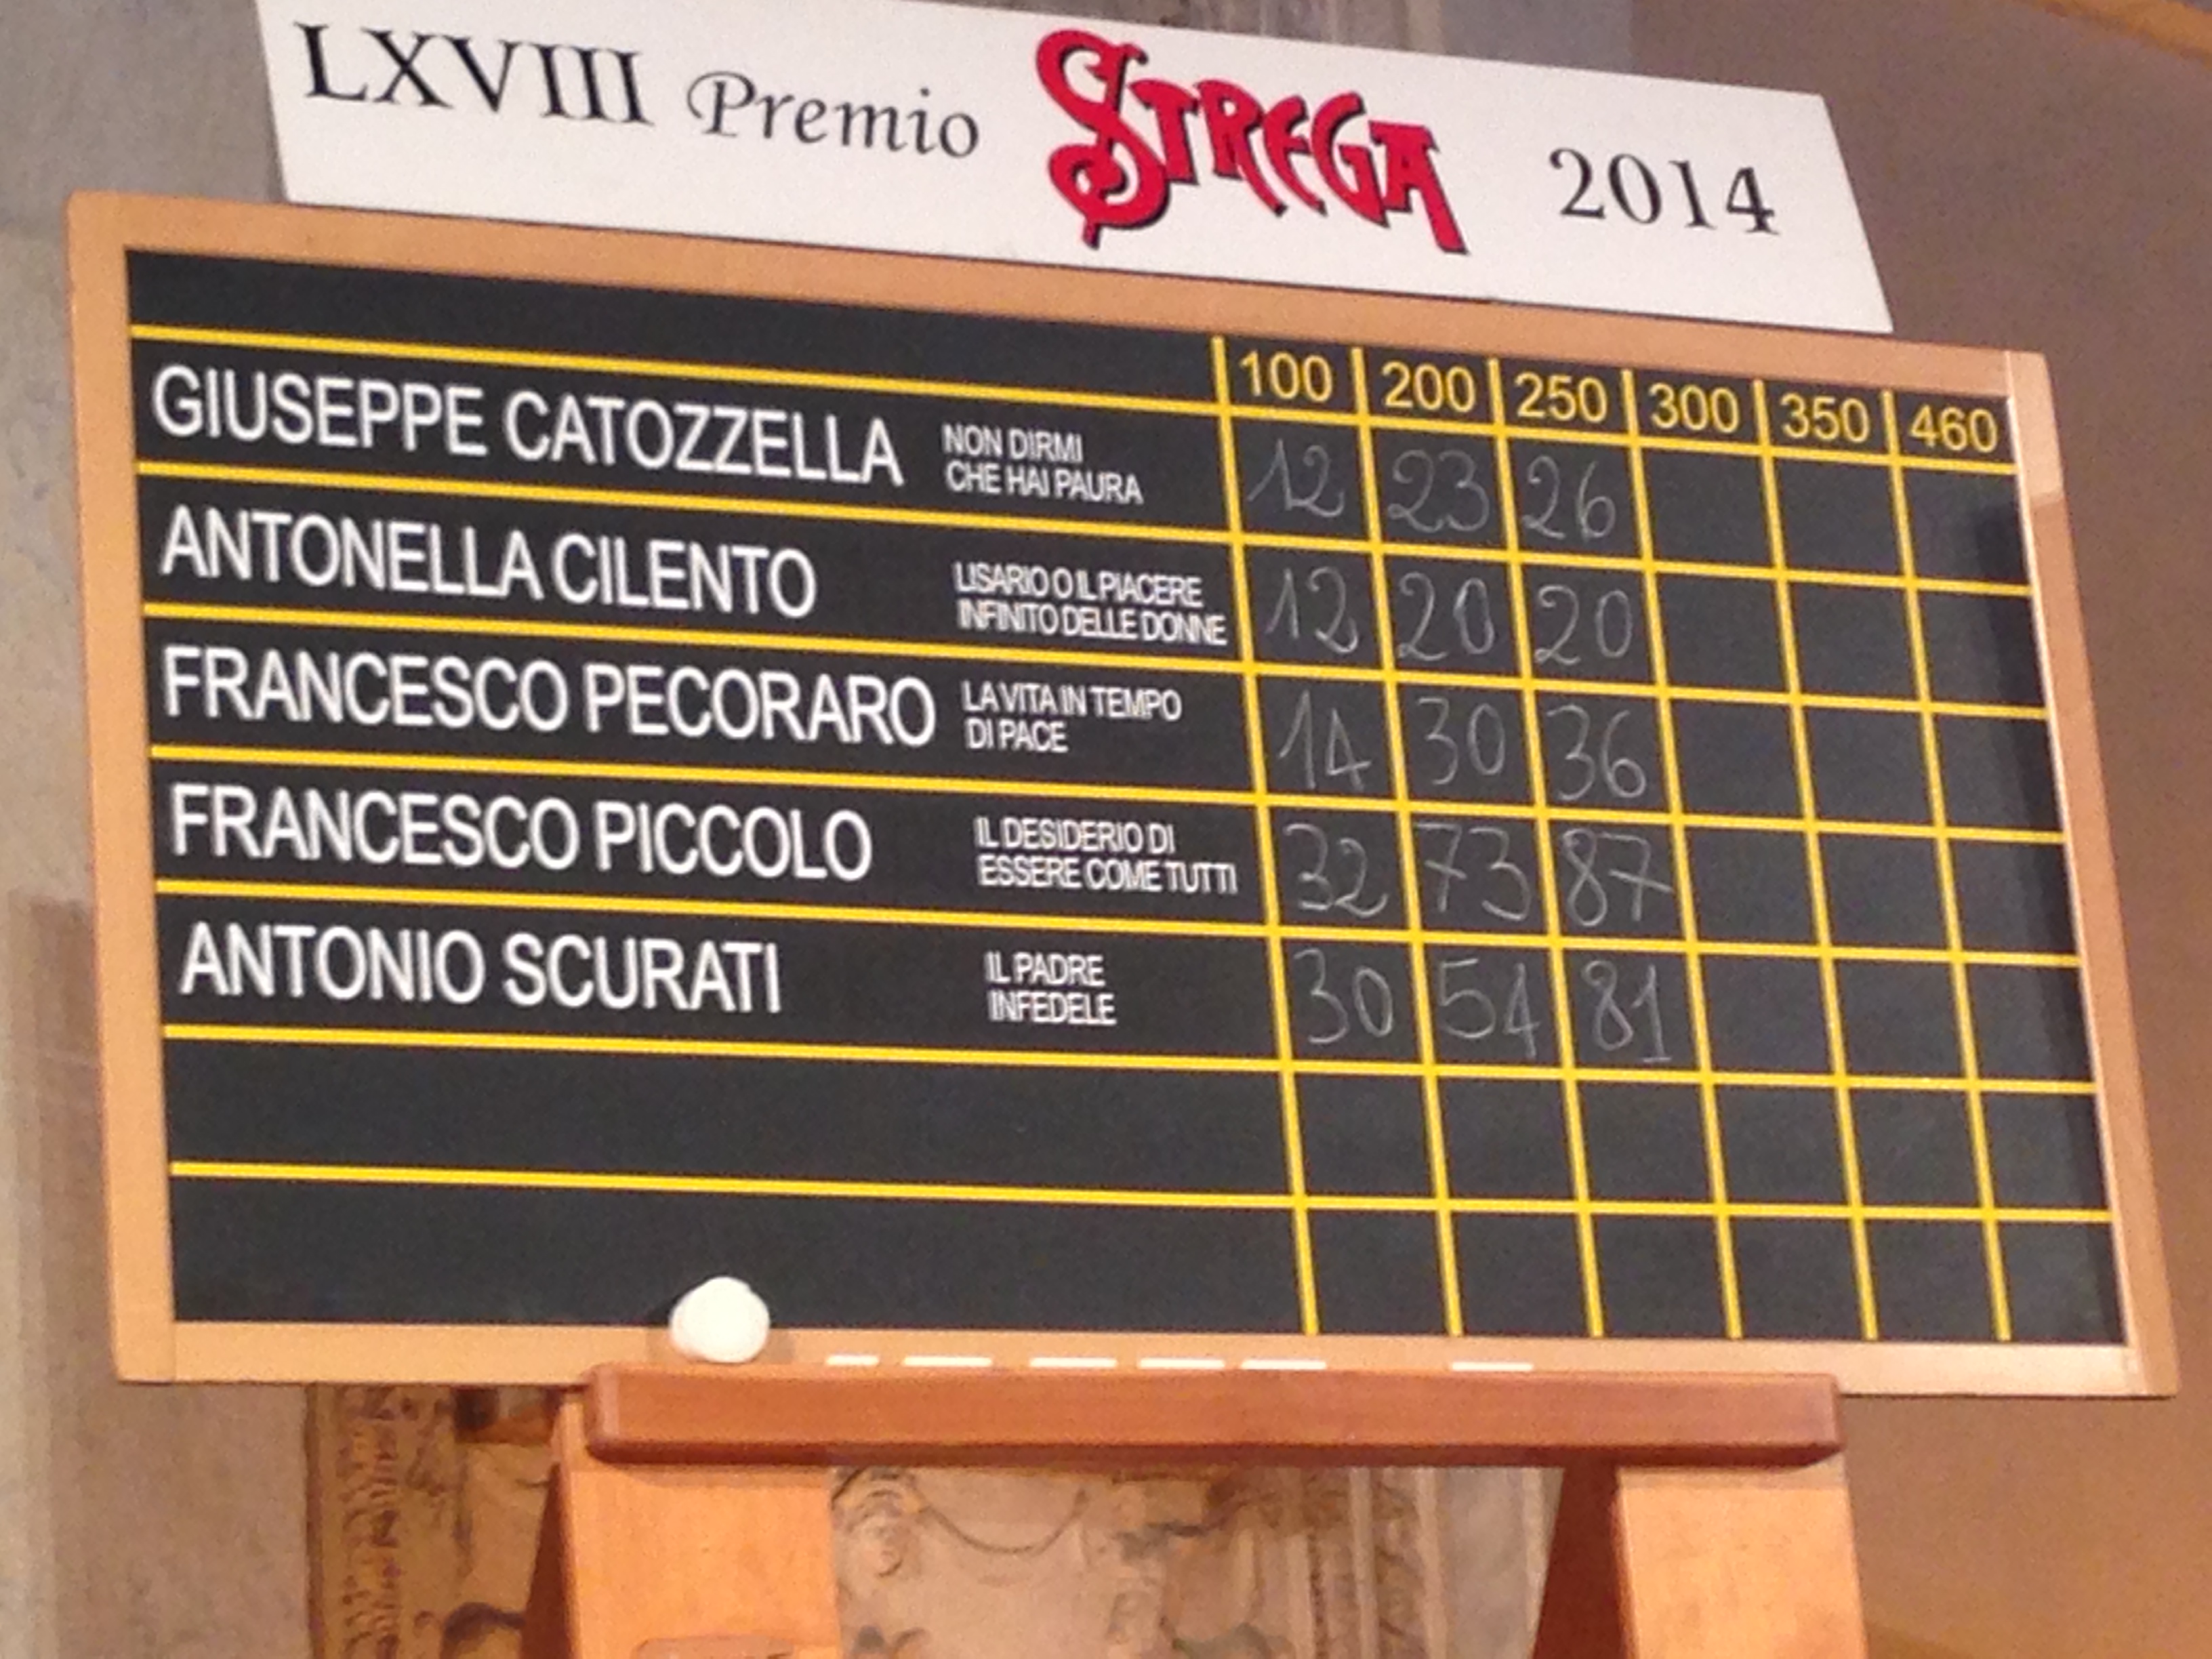 LXVIII Premio STREGA 2014
100 200 250 300 350 460
GIUSEPPE CATOZZELLA NON DIRMI
CHE HAI PAURA 12 23 26
ANTONELLA CILENTO LISARIO O IL PIACERE
INFINITO DELLE DONNE 12 20 20
FRANCESCO PECORARO LA VITA IN TEMPO
DI PACE 14 30 36
FRANCESCO PICCOLO IL DESIDERIO DI
ESSERE COME TUTTI 32 73 87
ANTONIO SCURATI IL PADRE
INFEDELE 30 54 81